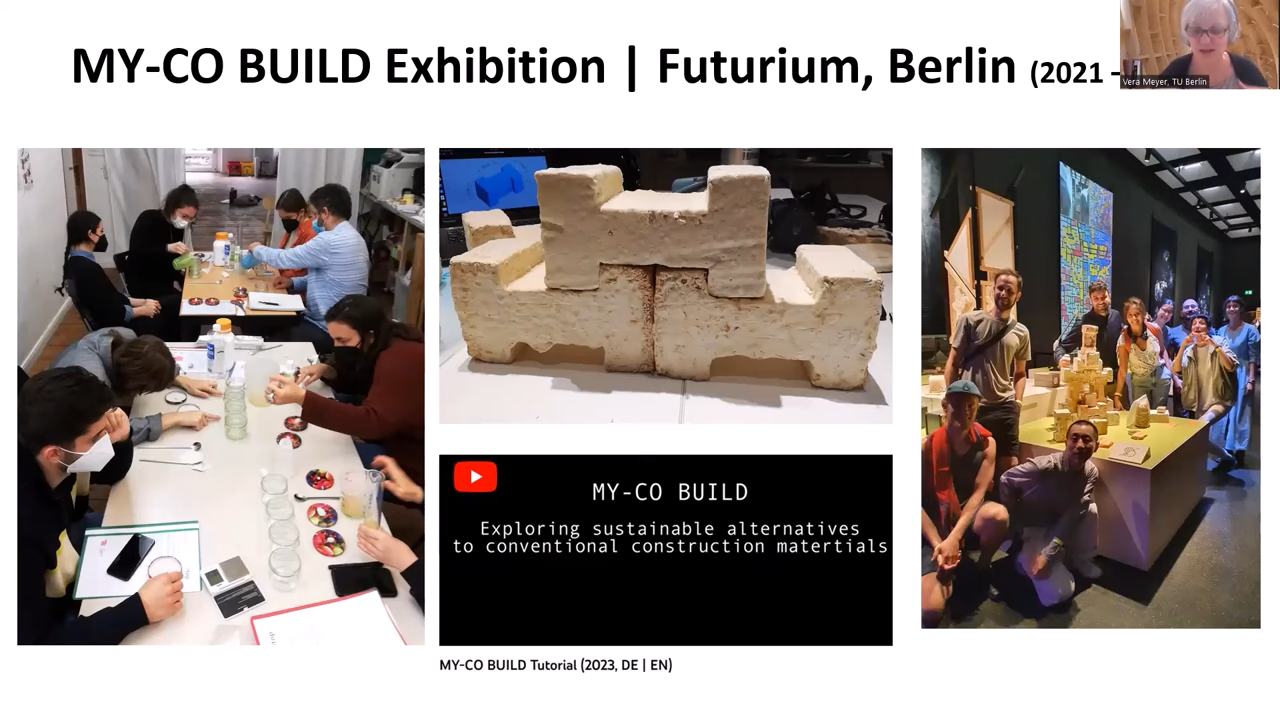 MY-CO BUILD Exhibition | Futurium, Berlin (2021 -
Vera Meyer, TU Berlin
MY-CO BUILD
Exploring sustainable alternatives
to conventional construction matertials
MY-CO BUILD Tutorial (2023, DE | EN)